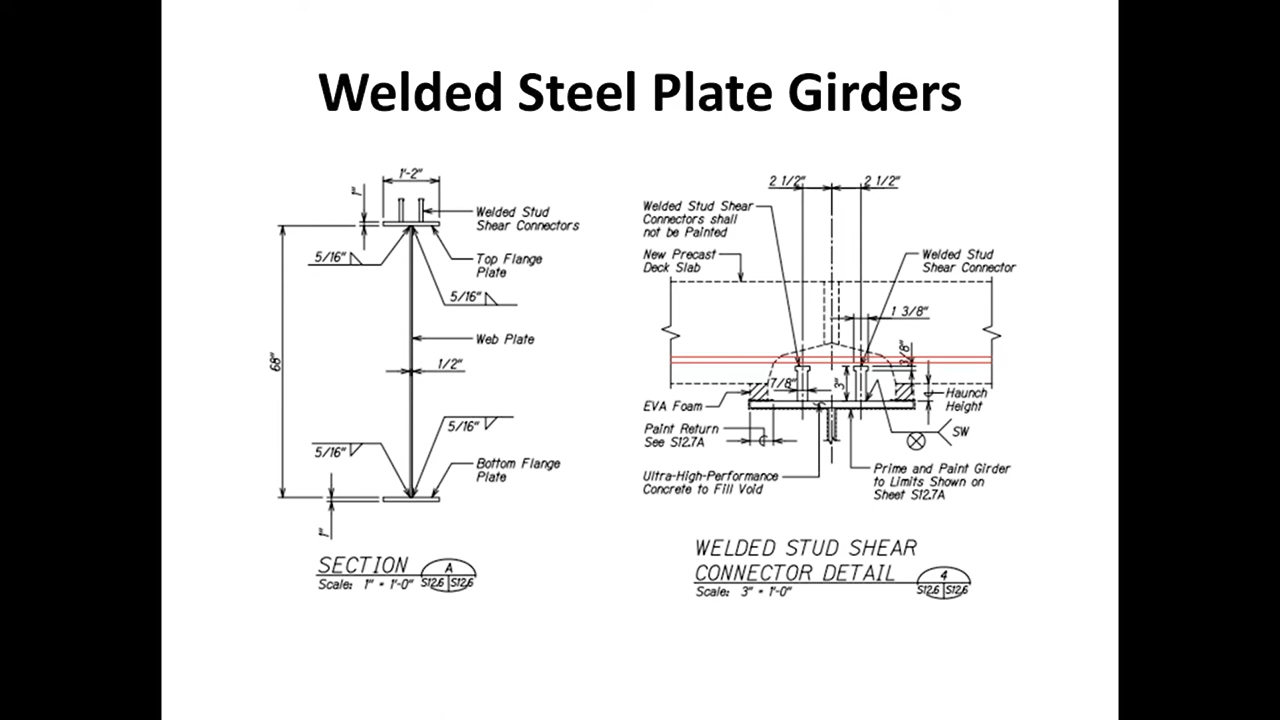 Welded Steel Plate Girders
1'-2"
1"
Welded Stud
Shear Connectors
5/16"
Top Flange
Plate
5/16"
Web Plate
68"
1/2"
5/16"
5/16"
Bottom Flange
Plate
1"
SECTION
A
Scale: 1" = 1'-0"
S12.6 S12.6
2 1/2"
2 1/2"
Welded Stud Shear
Connectors shall
not be Painted
New Precast
Deck Slab
Welded Stud
Shear Connector
1 3/8"
3/8"
7/8"
3"
EVA Foam
Haunch
Height
Paint Return
See S12.7A
SW
Ultra-High-Performance
Concrete to Fill Void
Prime and Paint Girder
to Limits Shown on
Sheet S12.7A
WELDED STUD SHEAR
CONNECTOR DETAIL
4
Scale: 3" = 1'-0"
S12.6 S12.6